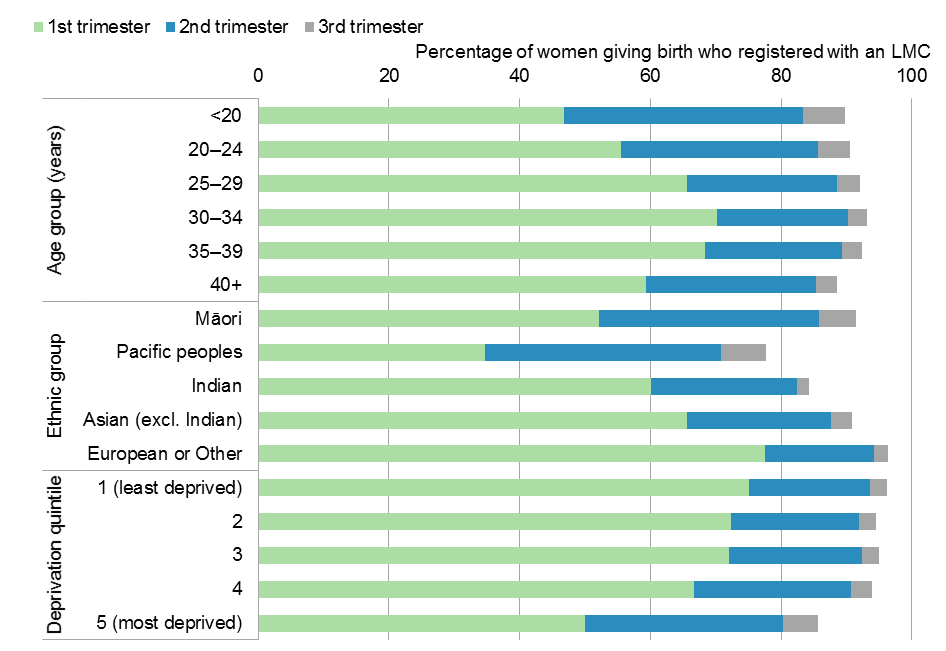 1st trimester 2nd trimester 3rd trimester
Percentage of women giving birth who registered with an LMC
0 20 40 60 80 100
Age group (years)
<20
20–24
25–29
30–34
35–39
40+
Ethnic group
Māori
Pacific peoples
Indian
Asian (excl. Indian)
European or Other
Deprivation quintile
1 (least deprived)
2
3
4
5 (most deprived)